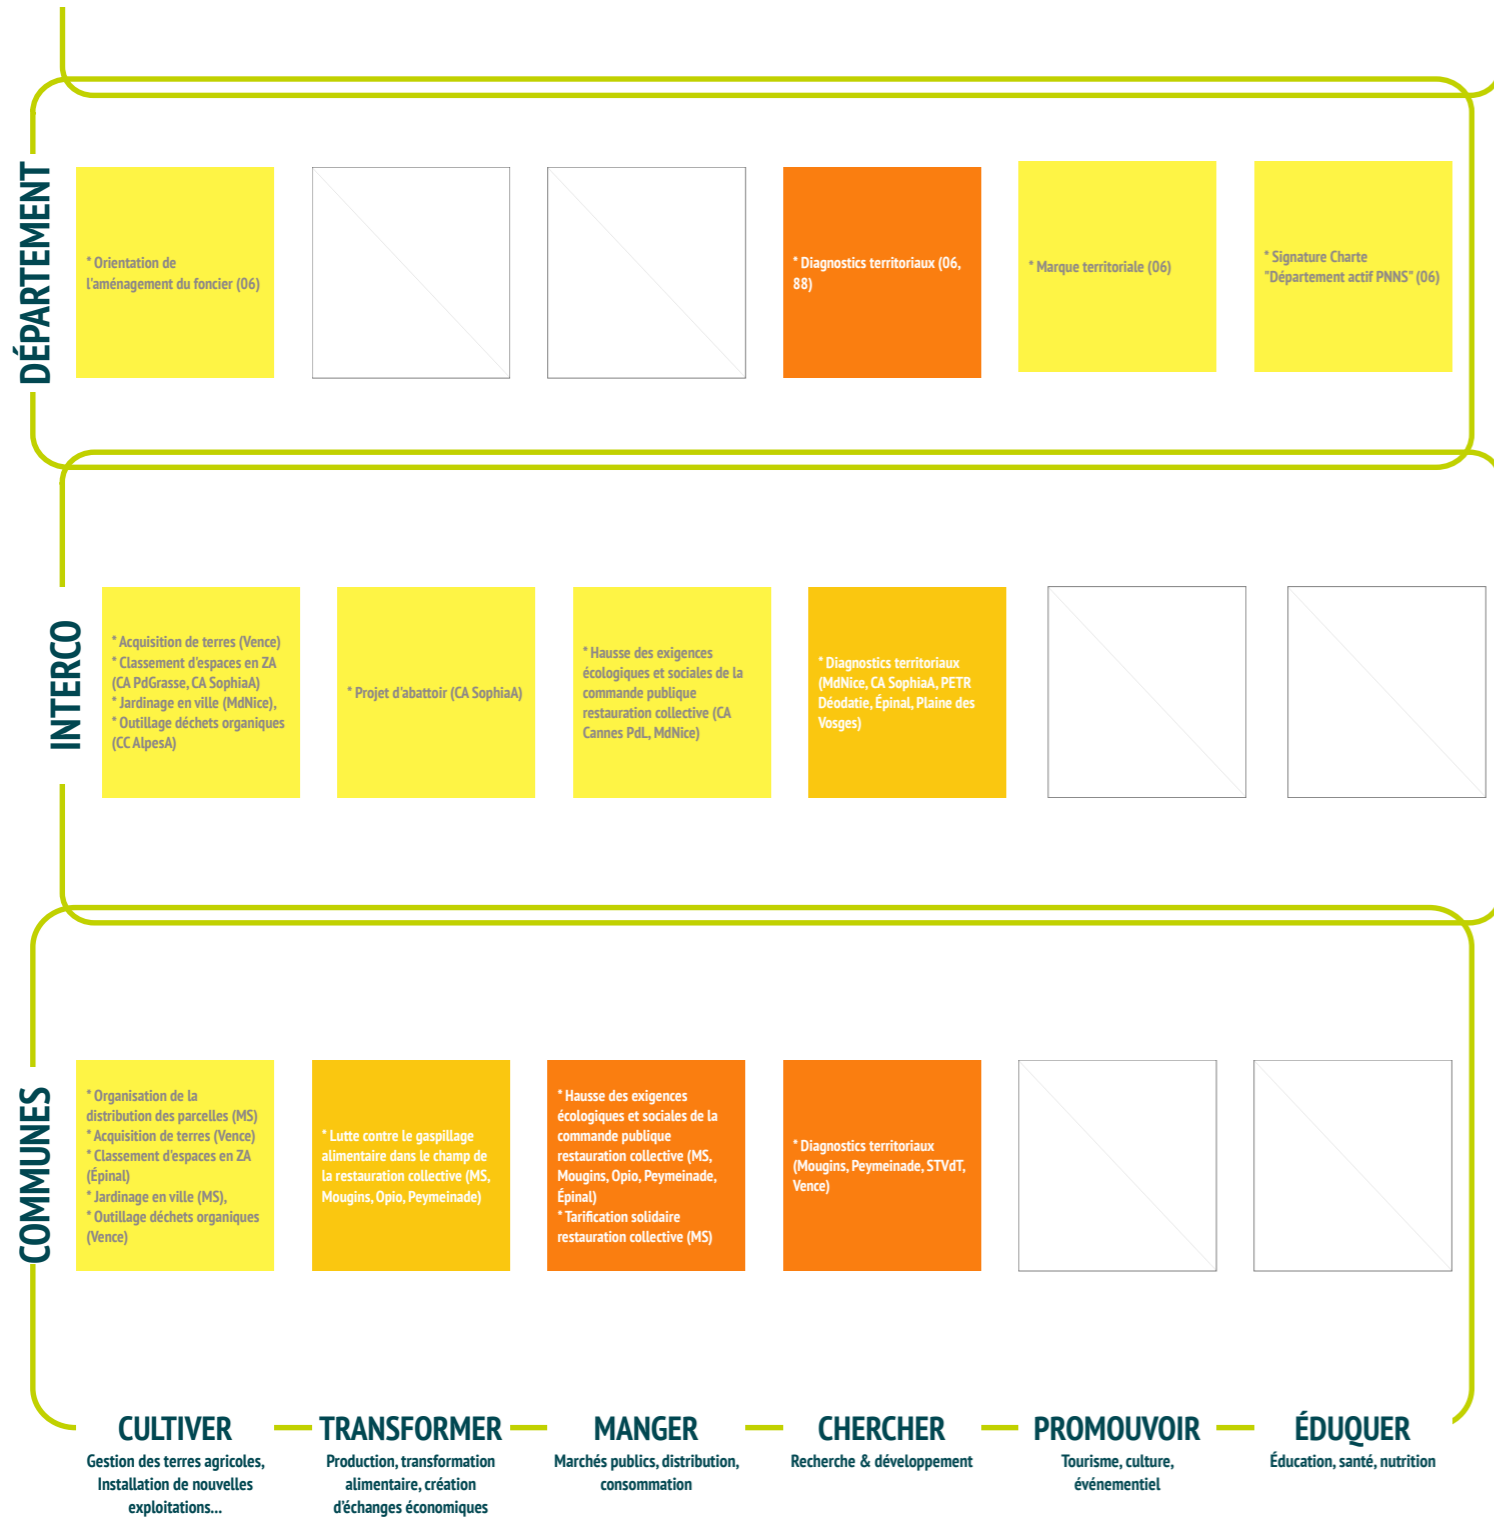 DÉPARTEMENT
* Orientation de
l'aménagement du foncier (06)
* Diagnostics territoriaux (06,
88)
* Marque territoriale (06)
* Signature Charte
"Département actif PNNS" (06)
INTERCO
* Acquisition de terres (Vence)
* Classement d'espaces en ZA
(CA PdGrasse, CA SophiaA)
* Jardinage en ville (MdNice),
* Outillage déchets organiques
(CC AlpesA)
* Projet d'abattoir (CA SophiaA)
* Hausse des exigences
écologiques et sociales de la
commande publique
restauration collective (CA
Cannes PdL, MdNice)
* Diagnostics territoriaux
(MdNice, CA SophiaA, PETR
Déodatie, Épinal, Plaine des
Vosges)
COMMUNES
* Organisation de la
distribution des parcelles (MS)
* Acquisition de terres (Vence)
* Classement d'espaces en ZA
(Épinal)
* Jardinage en ville (MS),
* Outillage déchets organiques
(Vence)
* Lutte contre le gaspillage
alimentaire dans le champ de
la restauration collective (MS,
Mougins, Opio, Peymeinade)
* Hausse des exigences
écologiques et sociales de la
commande publique
restauration collective (MS,
Mougins, Opio, Peymeinade,
Épinal)
* Tarification solidaire
restauration collective (MS)
* Diagnostics territoriaux
(Mougins, Peymeinade, STVdT,
Vence)
CULTIVER
Gestion des terres agricoles,
Installation de nouvelles
exploitations...
TRANSFORMER
Production, transformation
alimentaire, création
d'échanges économiques
MANGER
Marchés publics, distribution,
consommation
CHERCHER
Recherche & développement
PROMOUVOIR
Tourisme, culture,
événementiel
ÉDUQUER
Éducation, santé, nutrition